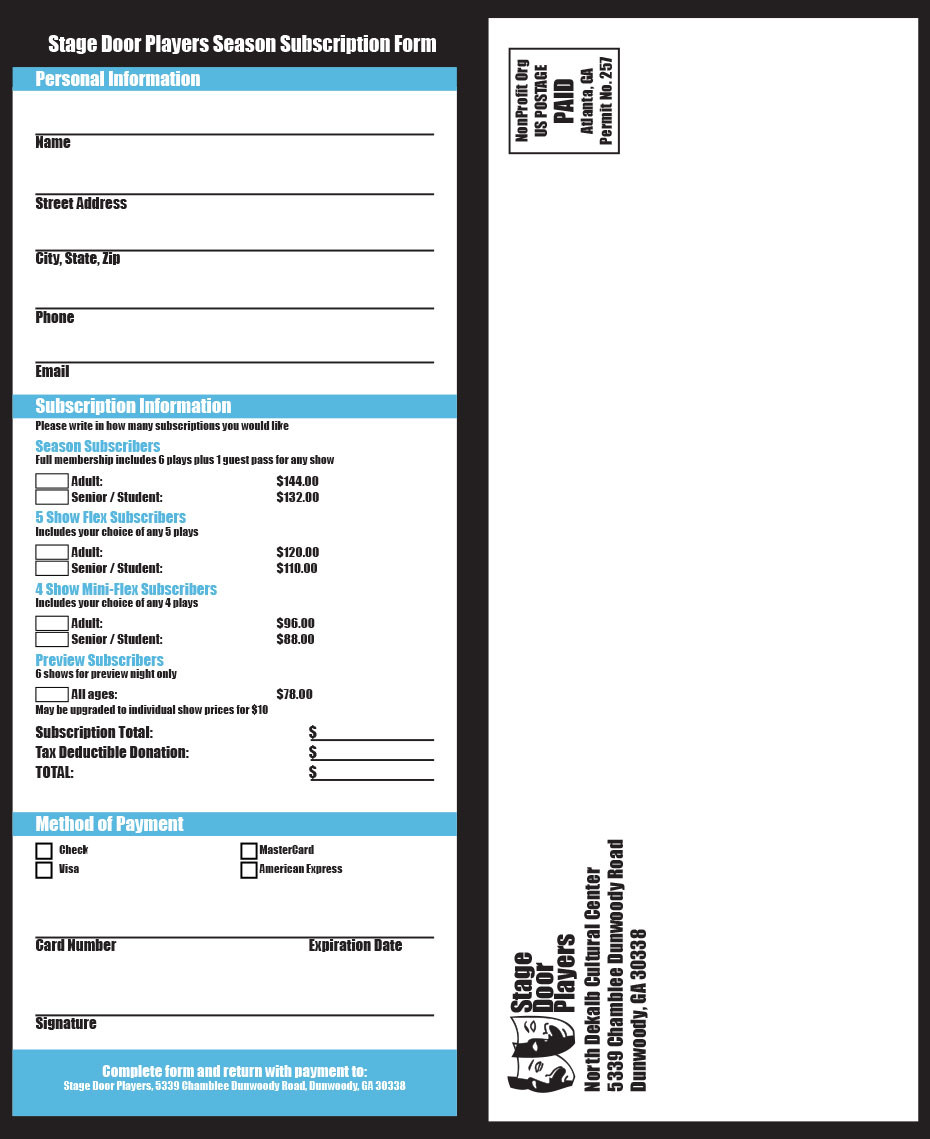 Stage Door Players Season Subscription Form
Personal Information
Name
Street Address
City, State, Zip
Phone
Email
Subscription Information
Please write in how many subscriptions you would like
Season Subscribers
Full membership includes 6 plays plus 1 guest pass for any show
Adult: $144.00
Senior / Student: $132.00
5 Show Flex Subscribers
Includes your choice of any 5 plays
Adult: $120.00
Senior / Student: $110.00
4 Show Mini-Flex Subscribers
Includes your choice of any 4 plays
Adult: $96.00
Senior / Student: $88.00
Preview Subscribers
6 shows for preview night only
All ages: $78.00
May be upgraded to individual show prices for $10
Subscription Total: $
Tax Deductible Donation: $
TOTAL: $
Method of Payment
Check MasterCard
Visa American Express
Card Number Expiration Date
Signature
Complete form and return with payment to:
Stage Door Players, 5339 Chamblee Dunwoody Road, Dunwoody, GA 30338
NonProfit Org
US POSTAGE
PAID
Atlanta, GA
Permit No. 257
Stage
Door
Players
North Dekalb Cultural Center
5339 Chamblee Dunwoody Road
Dunwoody, GA 30338